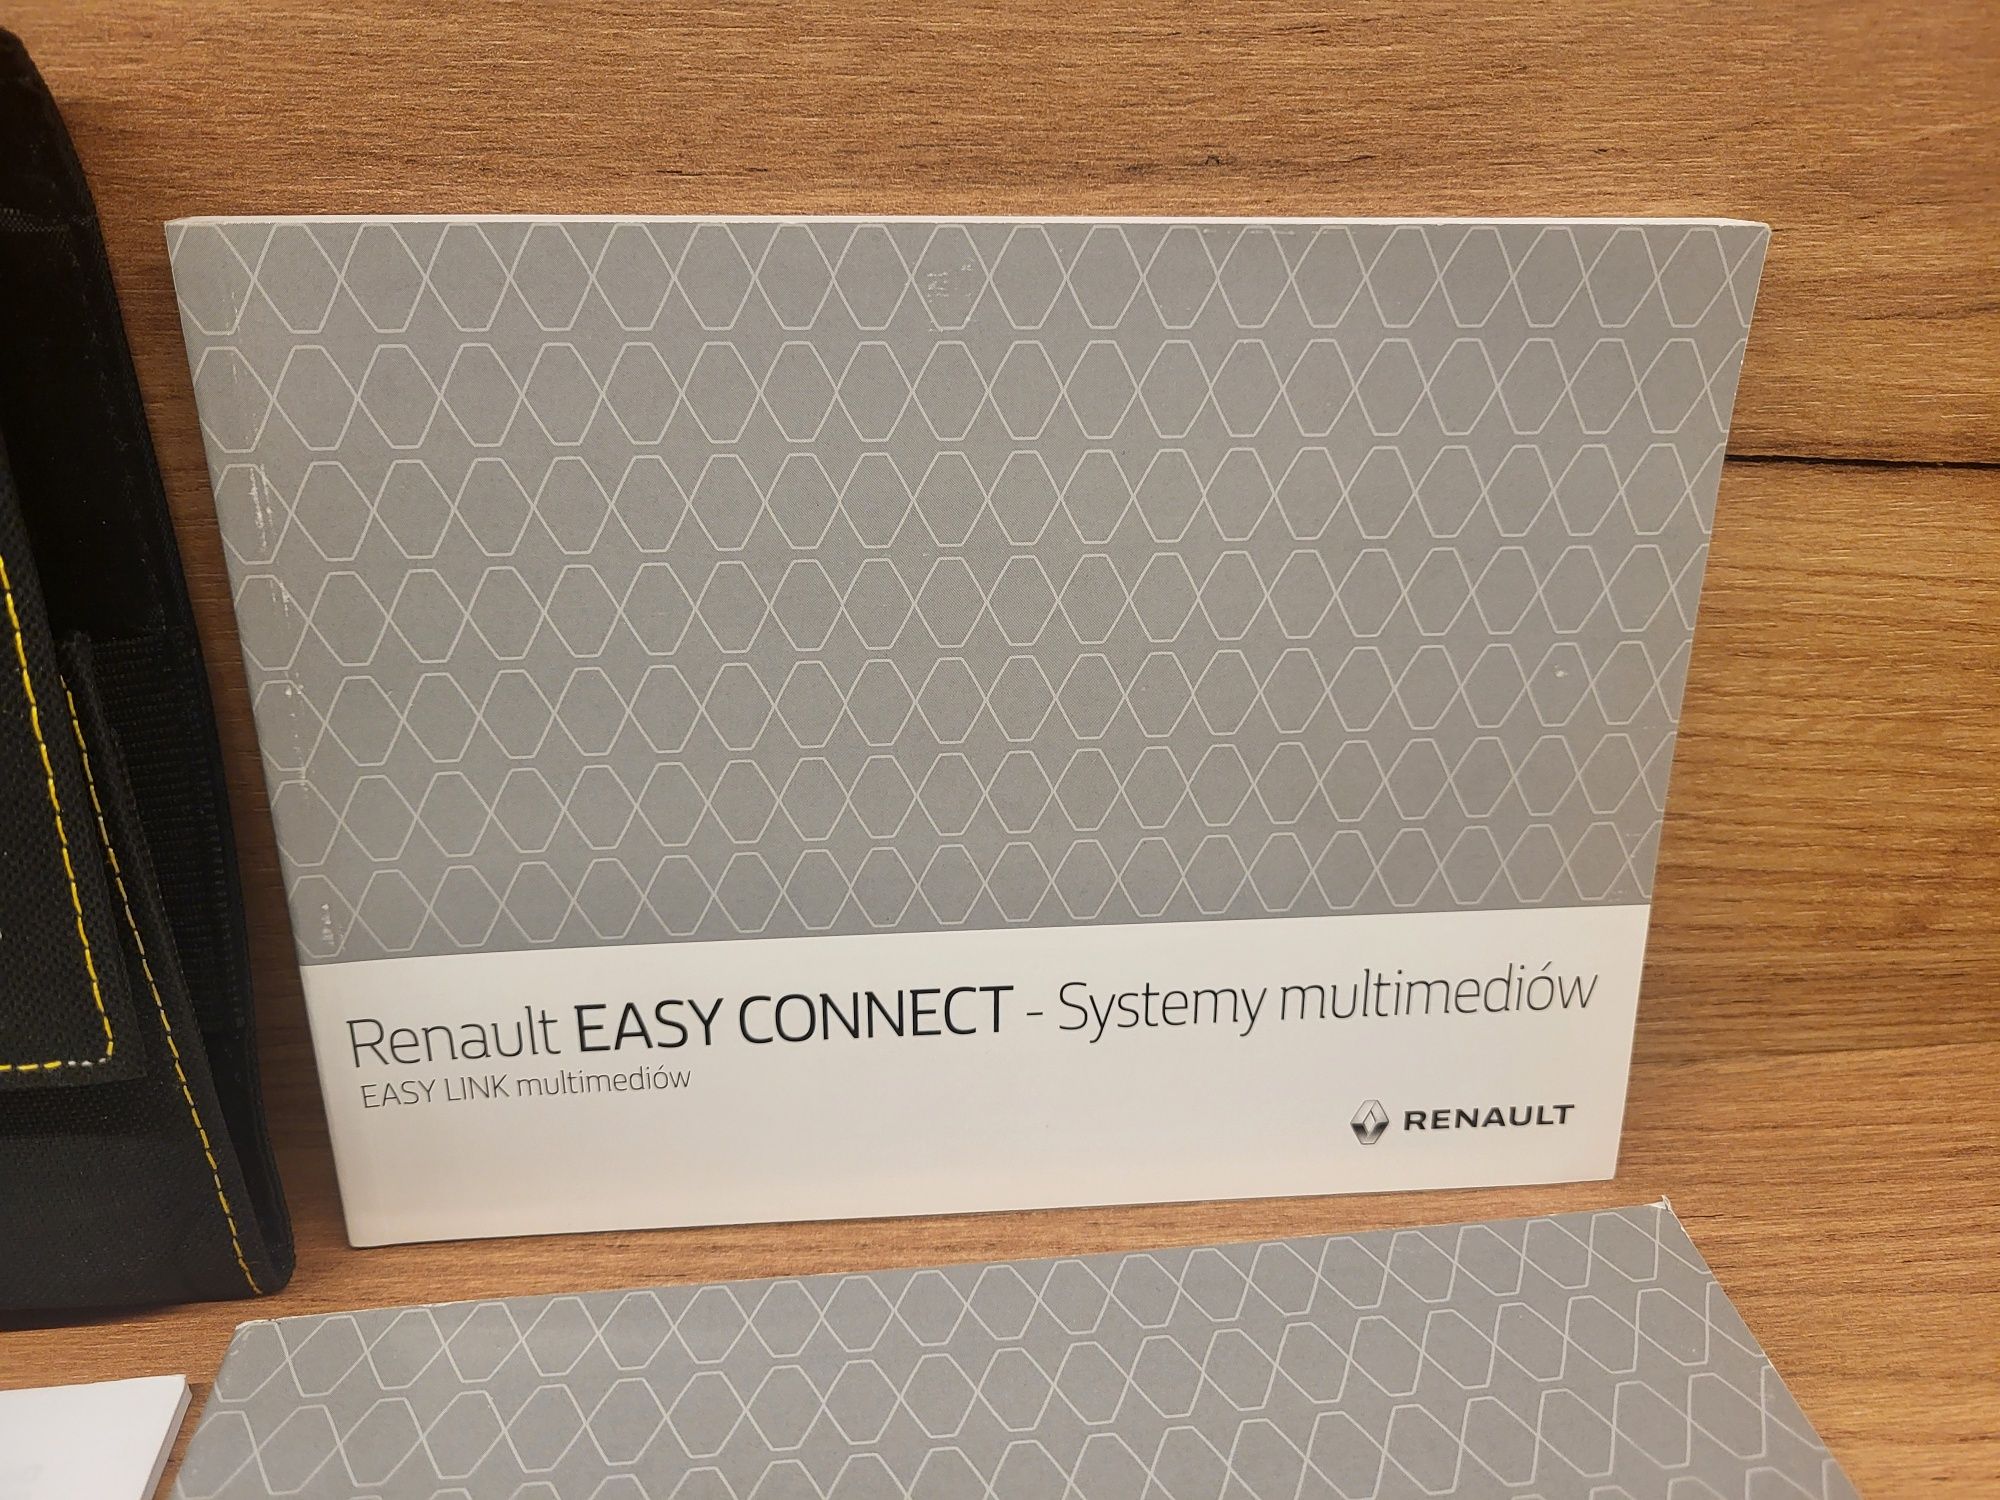 Renault EASY CONNECT - Systemy multimediów
EASY LINK multimediów
RENAULT